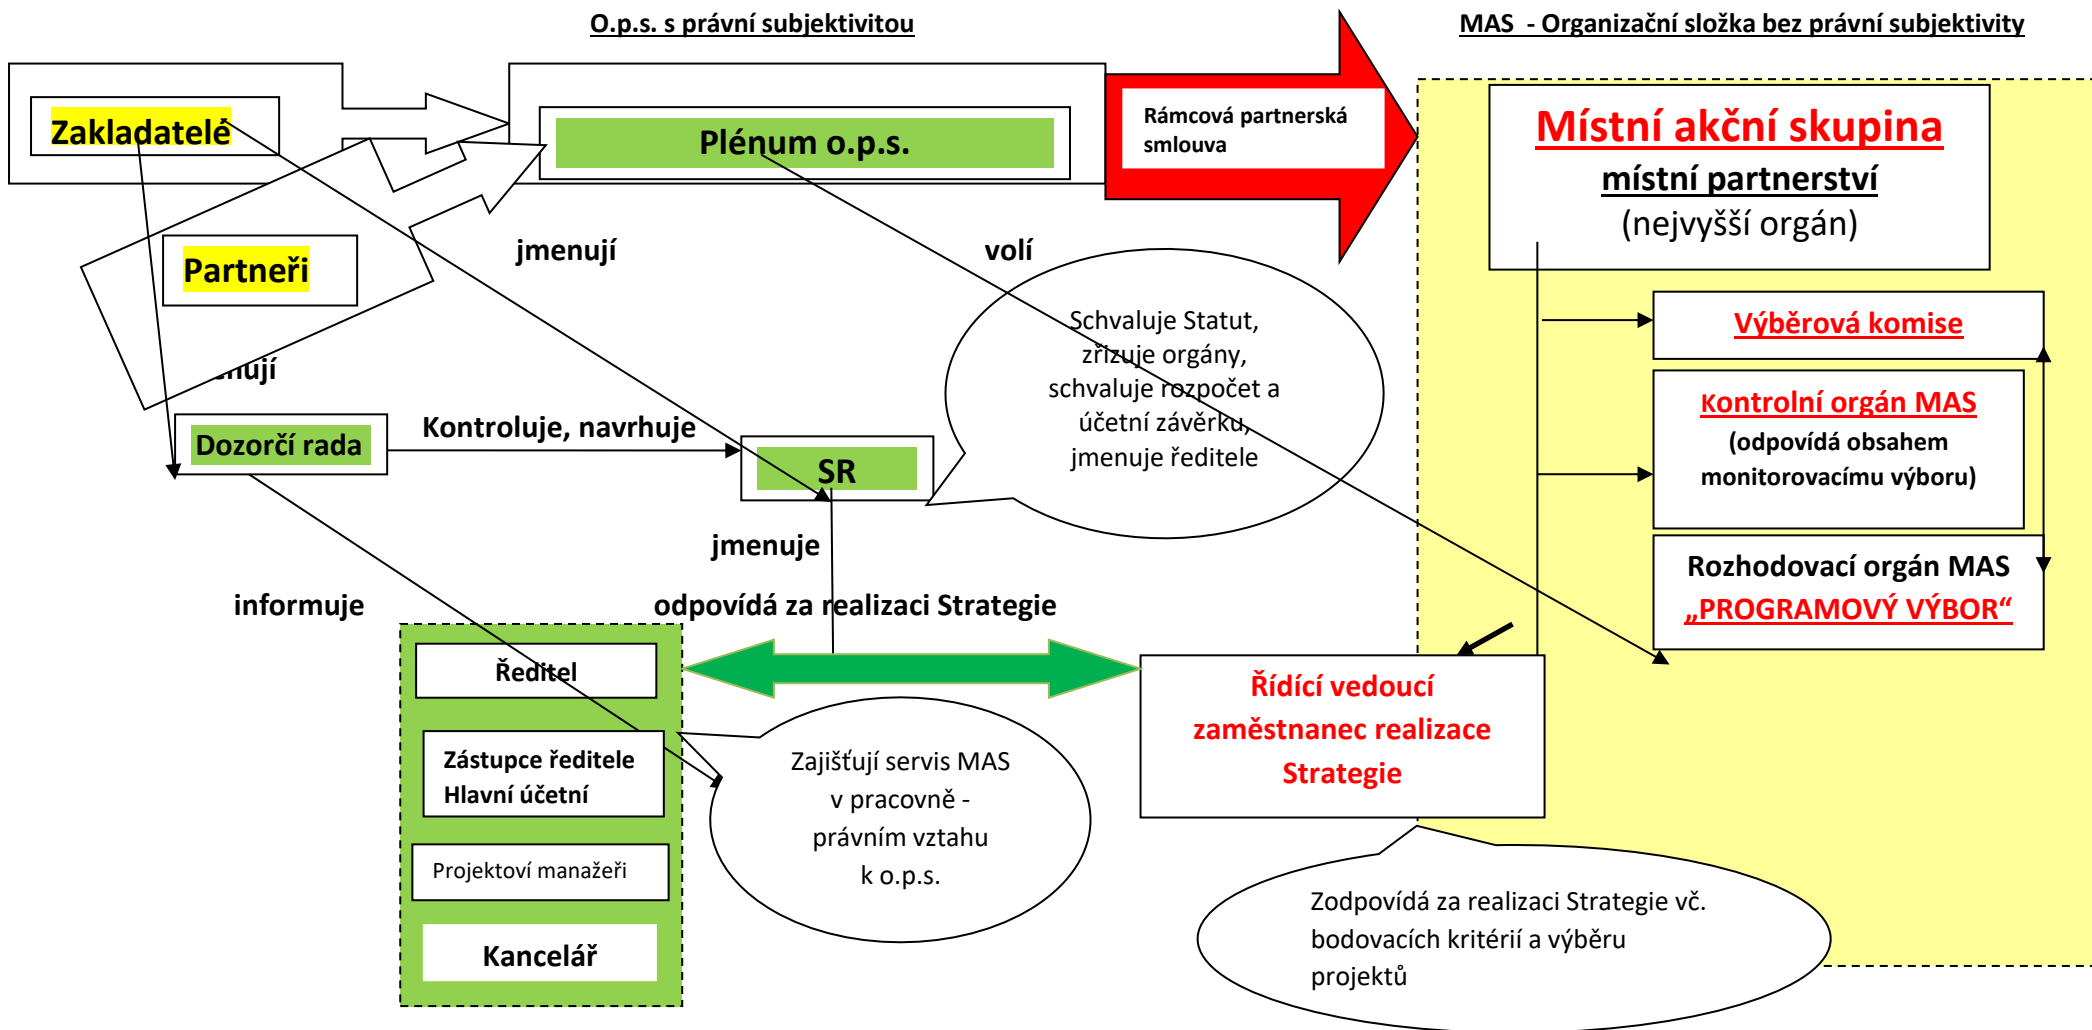 O.p.s. s právní subjektivitou
MAS - Organizační složka bez právní subjektivity
Zakladatelé
Plénum o.p.s.
Rámcová partnerská
smlouva
Místní akční skupina
místní partnerství
(nejvyšší orgán)
Partneři
jmenují
volí
Schvaluje Statut,
zřizuje orgány,
schvaluje rozpočet a
účetní závěrku,
jmenuje ředitele
Výběrová komise
enují
Kontrolní orgán MAS
(odpovídá obsahem
monitorovacímu výboru)
Dozorčí rada
Kontroluje, navrhuje
SR
jmenuje
Rozhodovací orgán MAS
„PROGRAMOVÝ VÝBOR“
informuje
odpovídá za realizaci Strategie
Ředitel
Řídící vedoucí
zaměstnanec realizace
Strategie
Zástupce ředitele
Hlavní účetní
Zajišťují servis MAS
v pracovně -
právním vztahu
k o.p.s.
Projektoví manažeři
Kancelář
Zodpovídá za realizaci Strategie vč.
bodovacích kritérií a výběru
projektů